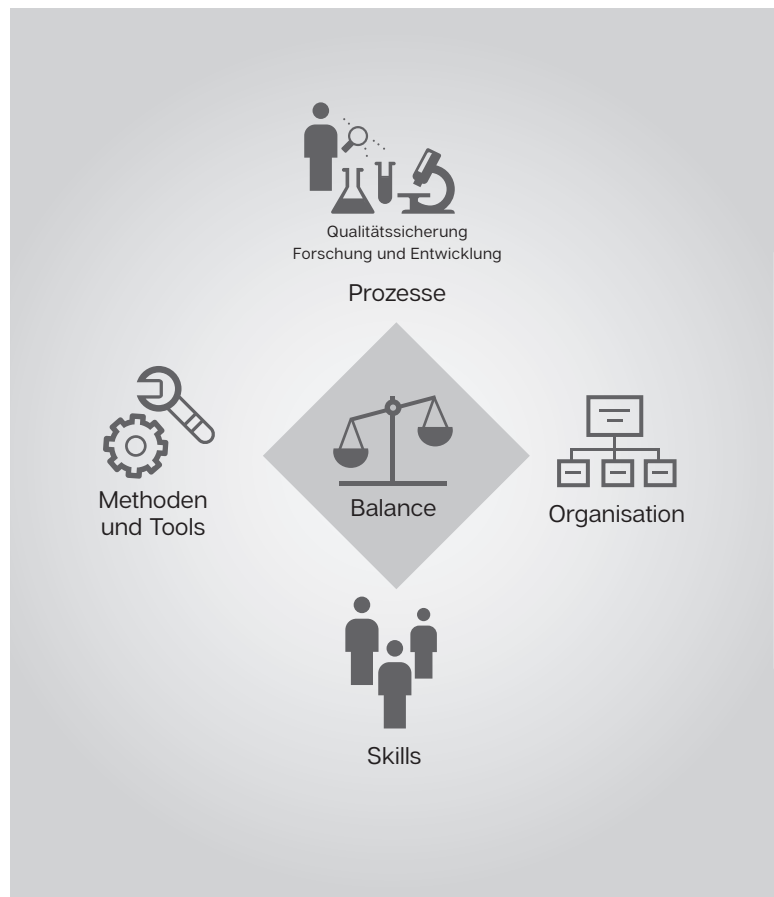 Qualitätssicherung
Forschung und Entwicklung
Prozesse
Methoden
und Tools
Balance
Organisation
Skills